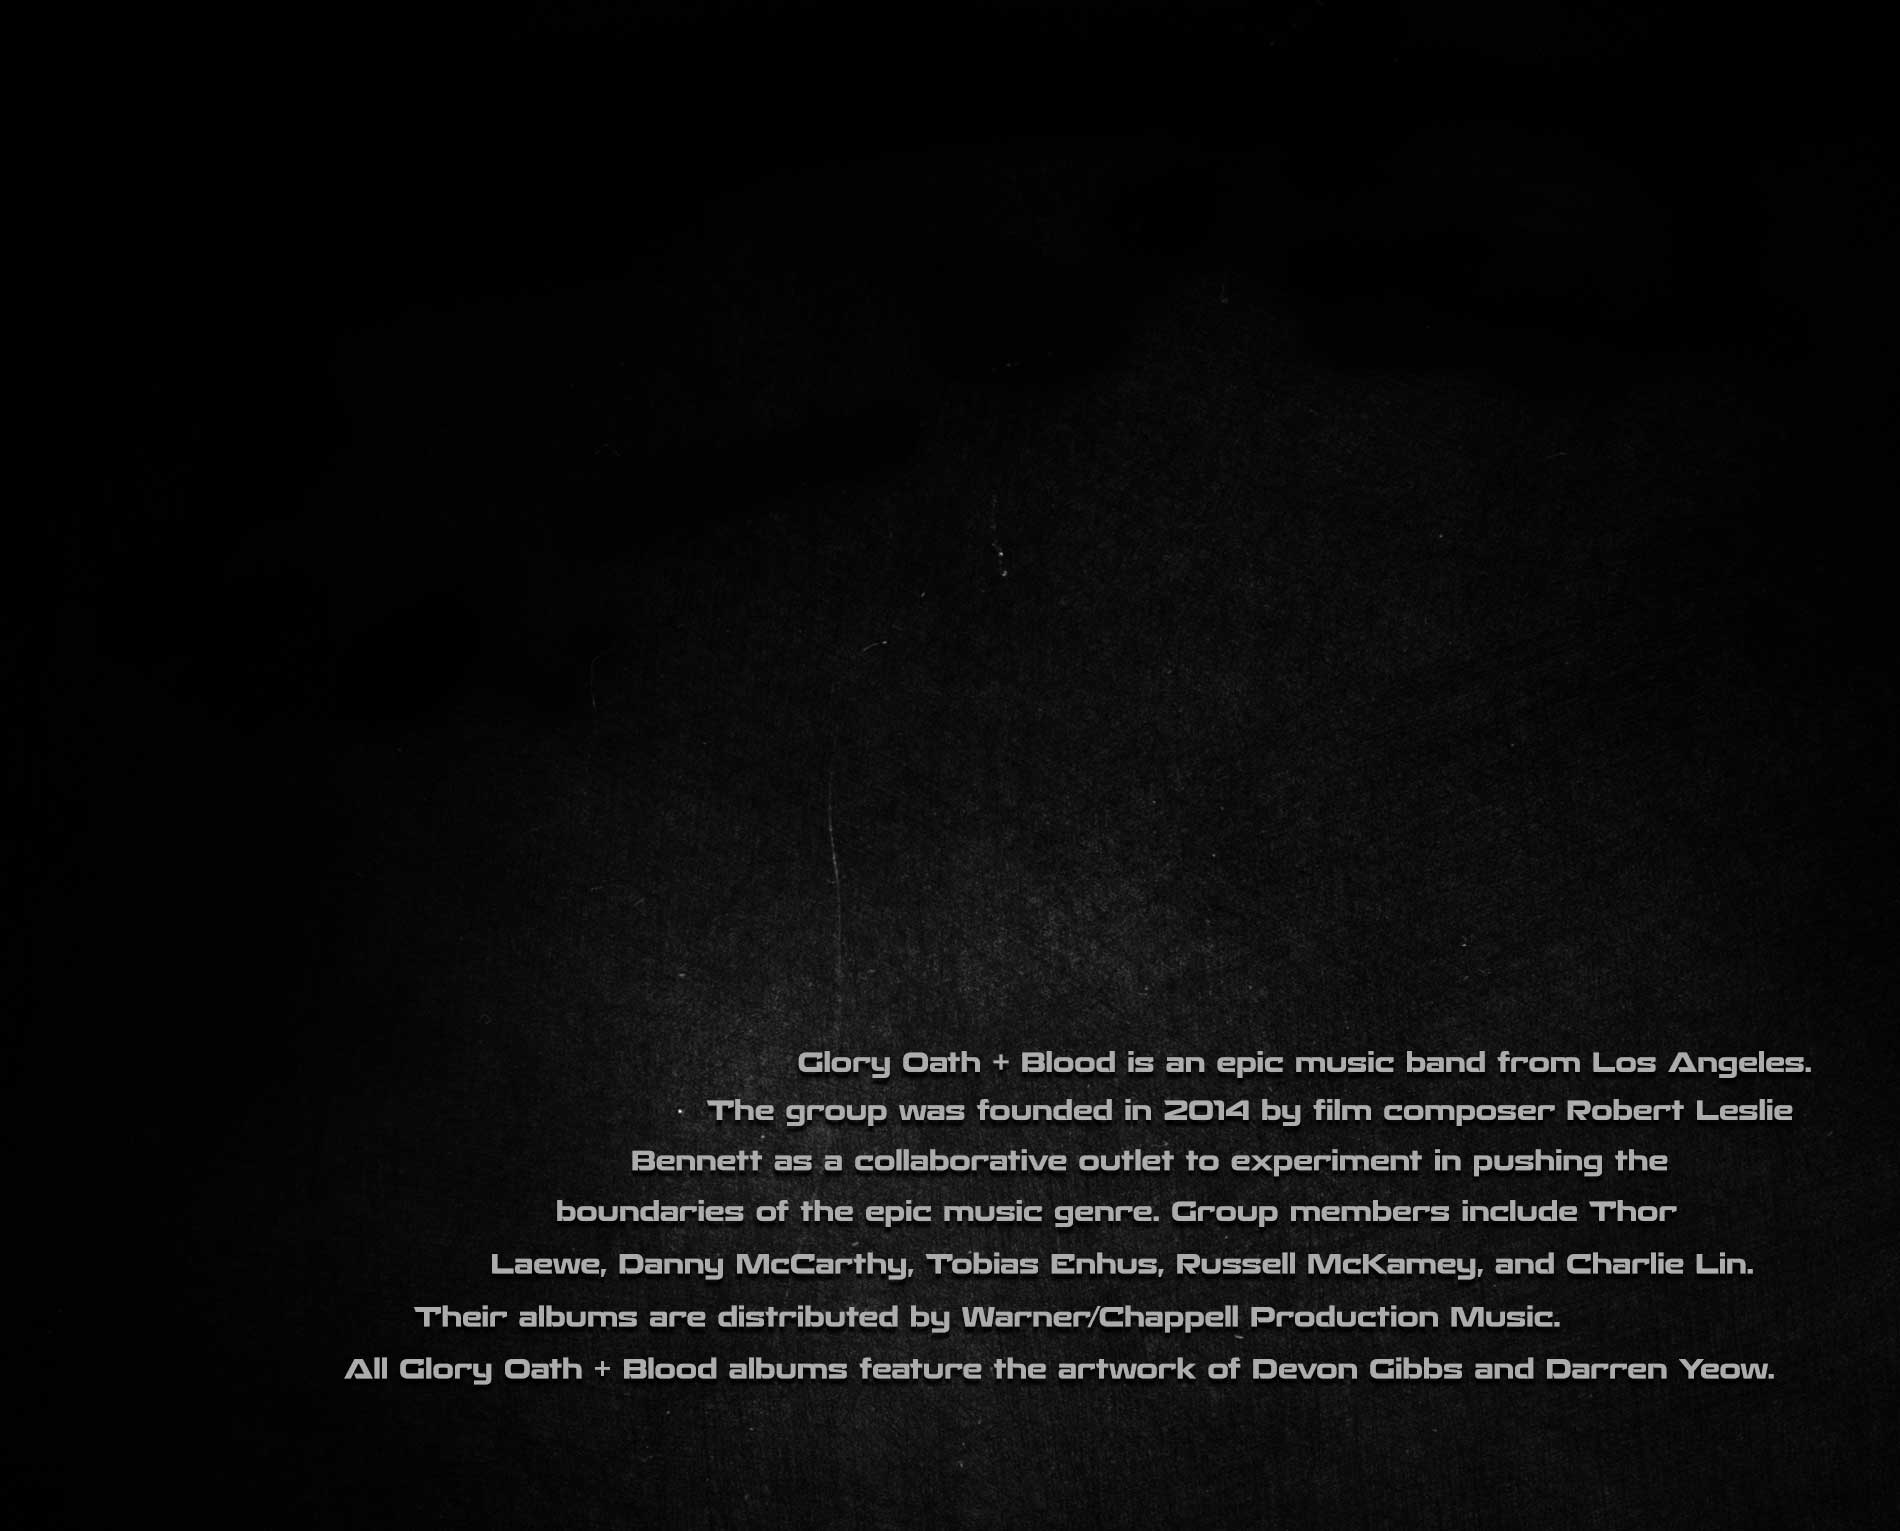 Glory Oath + Blood is an epic music band from Los Angeles.
The group was founded in 2014 by film composer Robert Leslie
Bennett as a collaborative outlet to experiment in pushing the
boundaries of the epic music genre. Group members include Thor
Laewe, Danny McCarthy, Tobias Enhus, Russell McKamey, and Charlie Lin.
Their albums are distributed by Warner/Chappell Production Music.
All Glory Oath + Blood albums feature the artwork of Devon Gibbs and Darren Yeow.